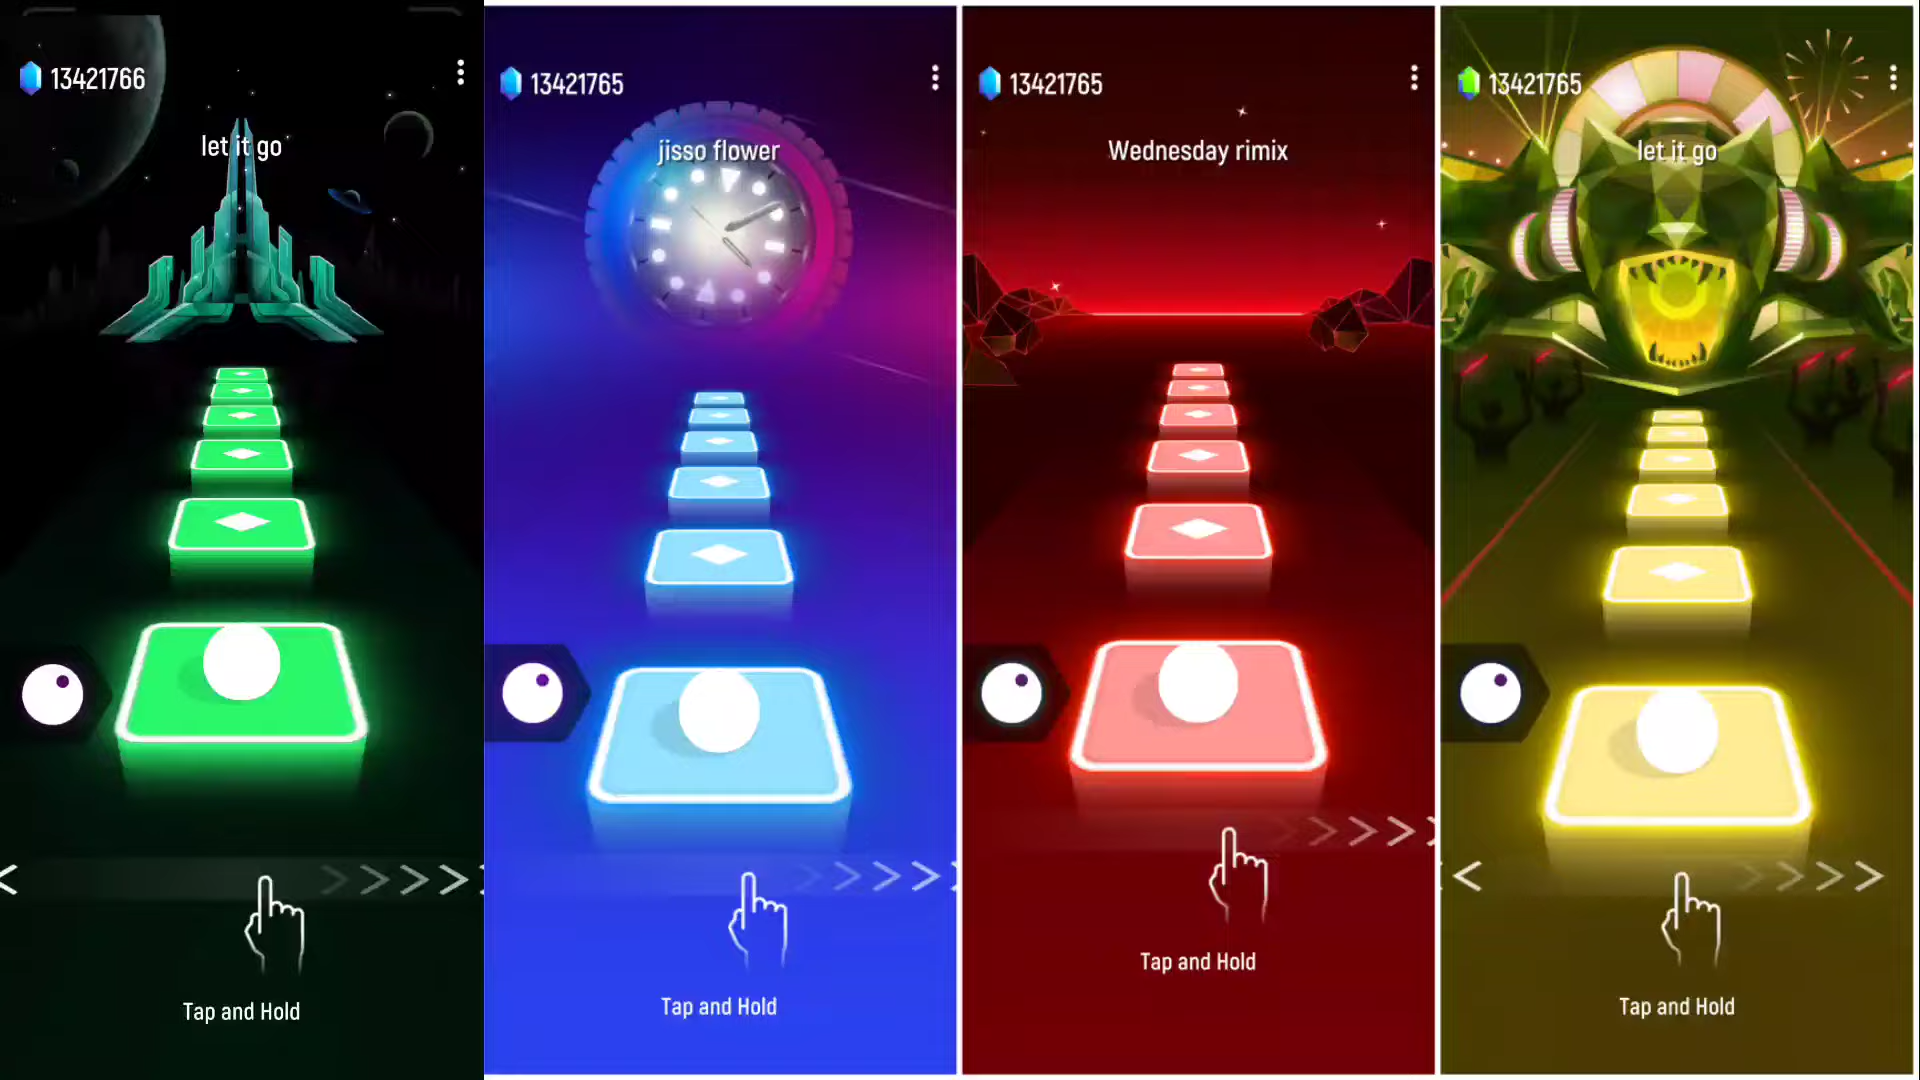 13421766
let it go
Tap and Hold
13421765
jisso flower
Tap and Hold
13421765
Wednesday rimix
Tap and Hold
13421765
let it go
Tap and Hold